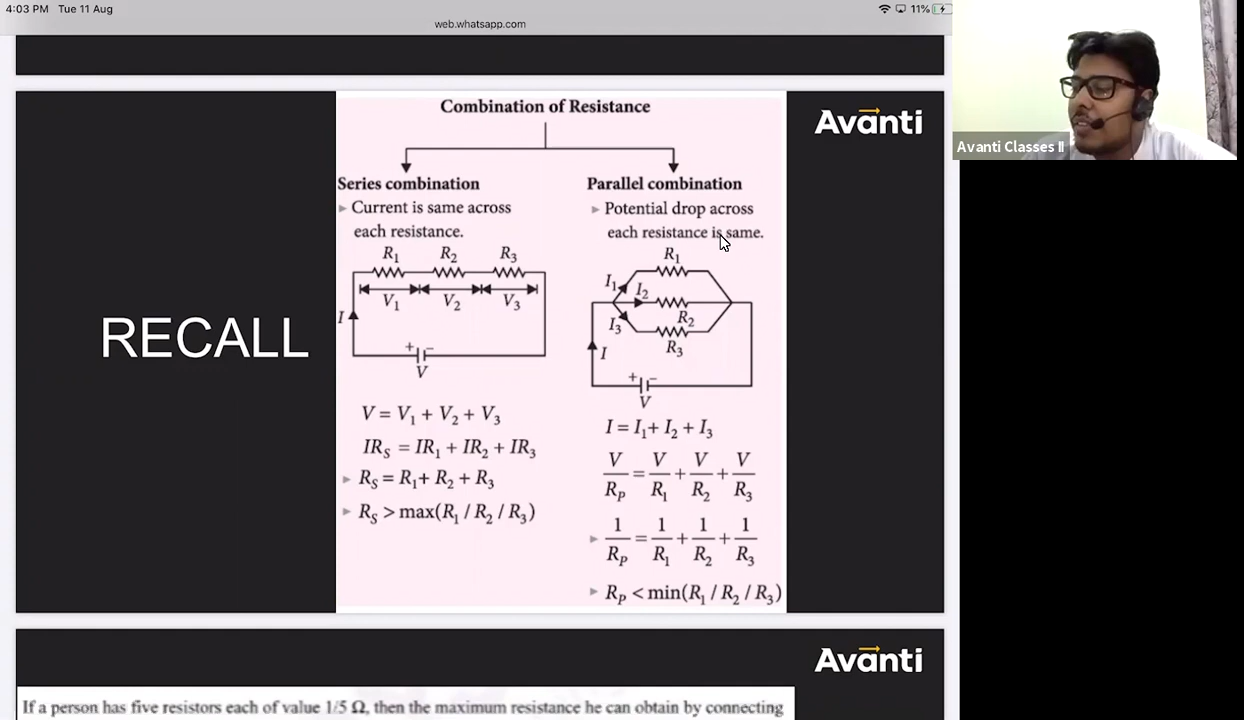 4:03 PM Tue 11 Aug
11%
web.whatsapp.com
Combination of Resistance
Avanti
Avanti Classes II
Series combination
Current is same across
each resistance.
R₁ R₂ R₃
V₁ V₂ V₃
I
+ −
V
V = V₁ + V₂ + V₃
IRₛ = IR₁ + IR₂ + IR₃
Rₛ = R₁ + R₂ + R₃
Rₛ > max(R₁ / R₂ / R₃)
Parallel combination
Potential drop across
each resistance is same.
R₁
I₁ I₂
R₂
I₃
R₃
I
+ −
V
I = I₁ + I₂ + I₃
V/Rₚ = V/R₁ + V/R₂ + V/R₃
1/Rₚ = 1/R₁ + 1/R₂ + 1/R₃
Rₚ < min(R₁ / R₂ / R₃)
RECALL
Avanti
If a person has five resistors each of value 1/5 Ω, then the maximum resistance he can obtain by connecting